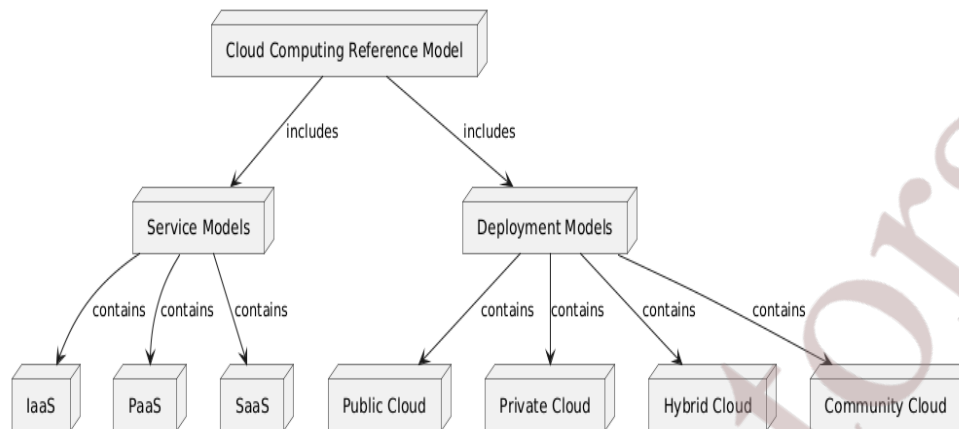 Cloud Computing Reference Model
includes
includes
Service Models
Deployment Models
contains
contains
contains
contains
contains
contains
contains
IaaS
PaaS
SaaS
Public Cloud
Private Cloud
Hybrid Cloud
Community Cloud